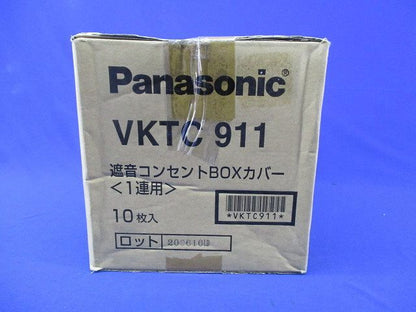 Panasonic®
VKTC 911
遮音コンセントBOXカバー
<1連用>
10枚入
*VKTC911*
ロット